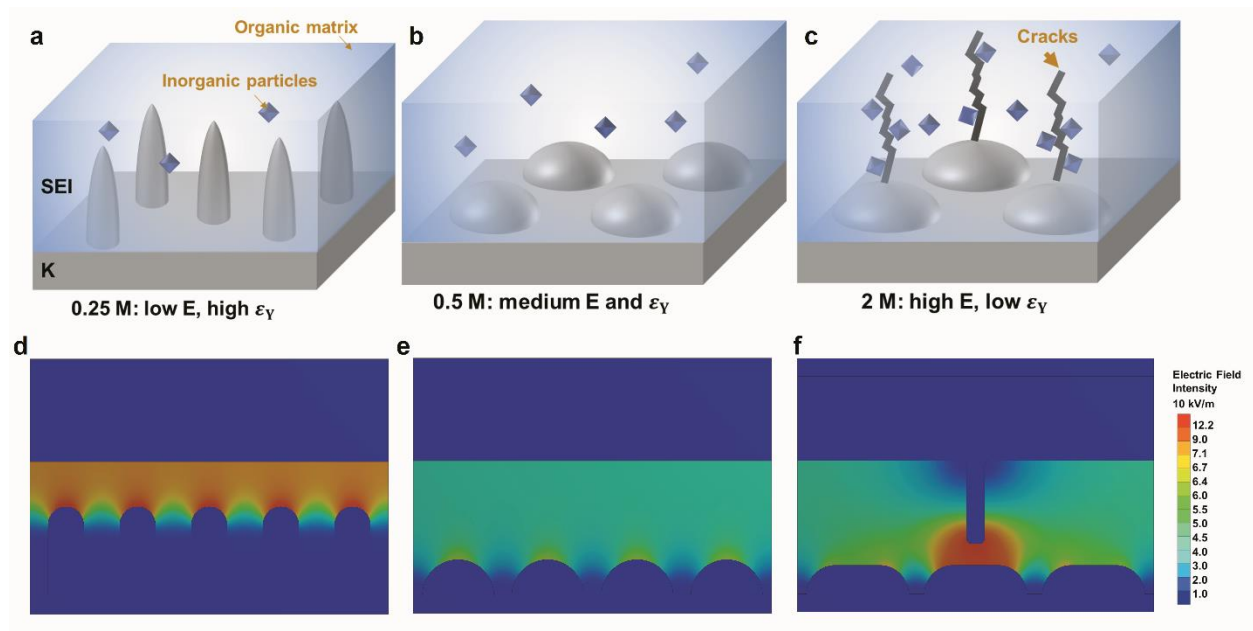 a
Organic matrix
Inorganic particles
SEI
K
0.25 M: low E, high εY
b
0.5 M: medium E and εY
c
Cracks
2 M: high E, low εY
d
e
f
Electric Field
Intensity
10 kV/m
12.2
9.0
7.1
6.7
6.4
6.0
5.5
5.0
4.5
4.0
3.0
2.0
1.0